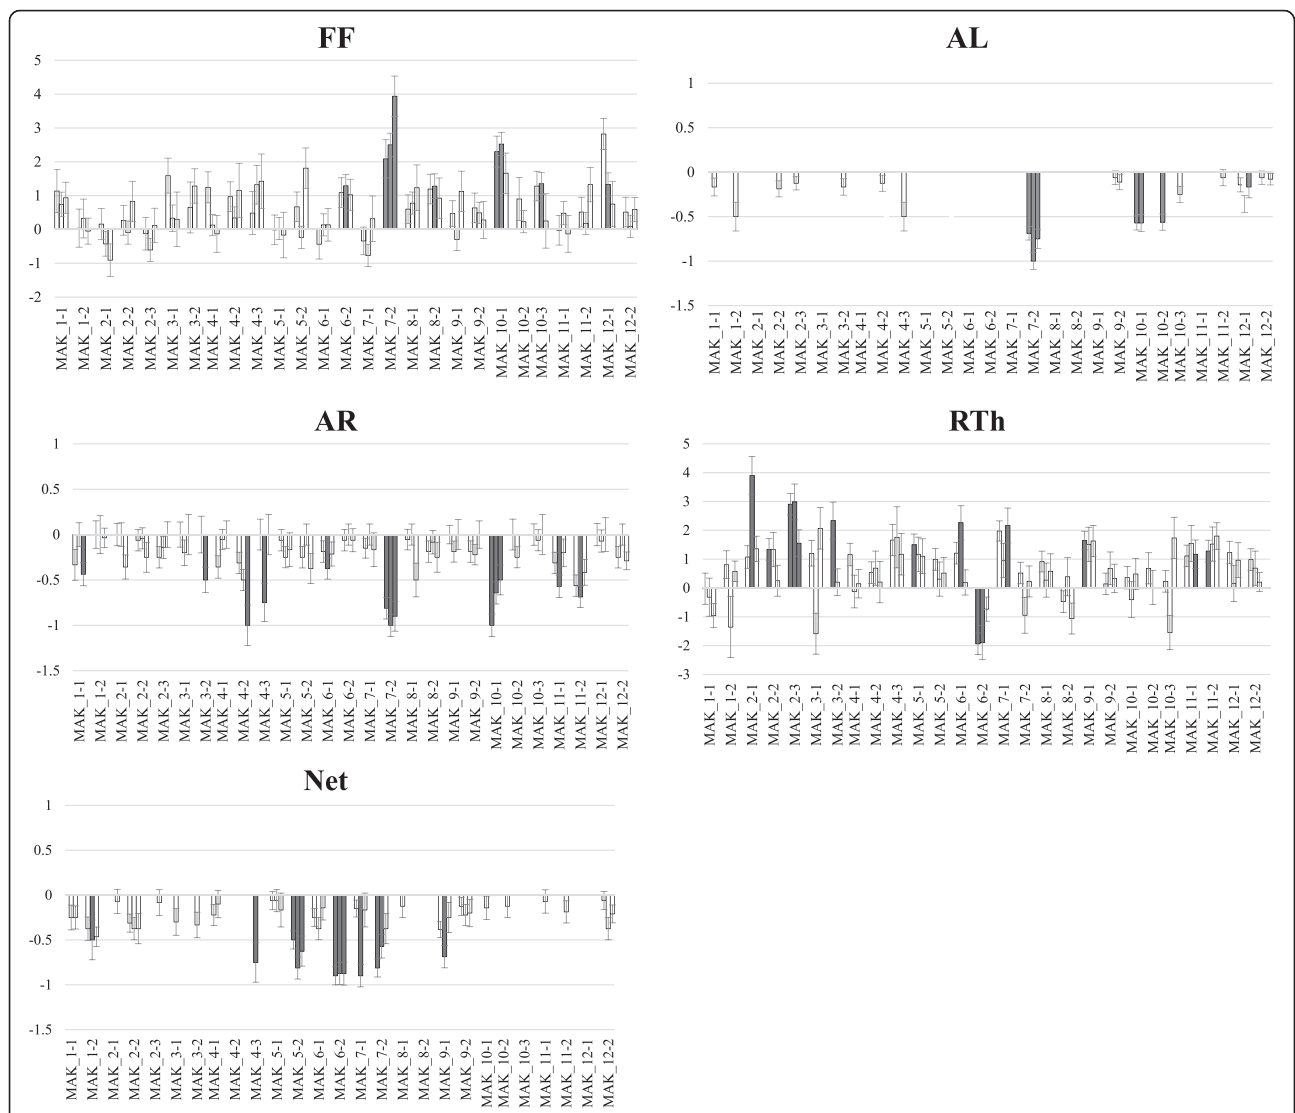 FF
5
4
3
2
1
0
-1
-2
MAK_1-1
MAK_1-2
MAK_2-1
MAK_2-2
MAK_2-3
MAK_3-1
MAK_3-2
MAK_4-1
MAK_4-2
MAK_4-3
MAK_5-1
MAK_5-2
MAK_6-1
MAK_6-2
MAK_7-1
MAK_7-2
MAK_8-1
MAK_8-2
MAK_9-1
MAK_9-2
MAK_10-1
MAK_10-2
MAK_10-3
MAK_11-1
MAK_11-2
MAK_12-1
MAK_12-2
AL
1
0.5
0
-0.5
-1
-1.5
MAK_1-1
MAK_1-2
MAK_2-1
MAK_2-2
MAK_2-3
MAK_3-1
MAK_3-2
MAK_4-1
MAK_4-2
MAK_4-3
MAK_5-1
MAK_5-2
MAK_6-1
MAK_6-2
MAK_7-1
MAK_7-2
MAK_8-1
MAK_8-2
MAK_9-1
MAK_9-2
MAK_10-1
MAK_10-2
MAK_10-3
MAK_11-1
MAK_11-2
MAK_12-1
MAK_12-2
AR
1
0.5
0
-0.5
-1
-1.5
MAK_1-1
MAK_1-2
MAK_2-1
MAK_2-2
MAK_2-3
MAK_3-1
MAK_3-2
MAK_4-1
MAK_4-2
MAK_4-3
MAK_5-1
MAK_5-2
MAK_6-1
MAK_6-2
MAK_7-1
MAK_7-2
MAK_8-1
MAK_8-2
MAK_9-1
MAK_9-2
MAK_10-1
MAK_10-2
MAK_10-3
MAK_11-1
MAK_11-2
MAK_12-1
MAK_12-2
RTh
5
4
3
2
1
0
-1
-2
-3
MAK_1-1
MAK_1-2
MAK_2-1
MAK_2-2
MAK_2-3
MAK_3-1
MAK_3-2
MAK_4-1
MAK_4-2
MAK_4-3
MAK_5-1
MAK_5-2
MAK_6-1
MAK_6-2
MAK_7-1
MAK_7-2
MAK_8-1
MAK_8-2
MAK_9-1
MAK_9-2
MAK_10-1
MAK_10-2
MAK_10-3
MAK_11-1
MAK_11-2
MAK_12-1
MAK_12-2
Net
1
0.5
0
-0.5
-1
-1.5
MAK_1-1
MAK_1-2
MAK_2-1
MAK_2-2
MAK_2-3
MAK_3-1
MAK_3-2
MAK_4-1
MAK_4-2
MAK_4-3
MAK_5-1
MAK_5-2
MAK_6-1
MAK_6-2
MAK_7-1
MAK_7-2
MAK_8-1
MAK_8-2
MAK_9-1
MAK_9-2
MAK_10-1
MAK_10-2
MAK_10-3
MAK_11-1
MAK_11-2
MAK_12-1
MAK_12-2